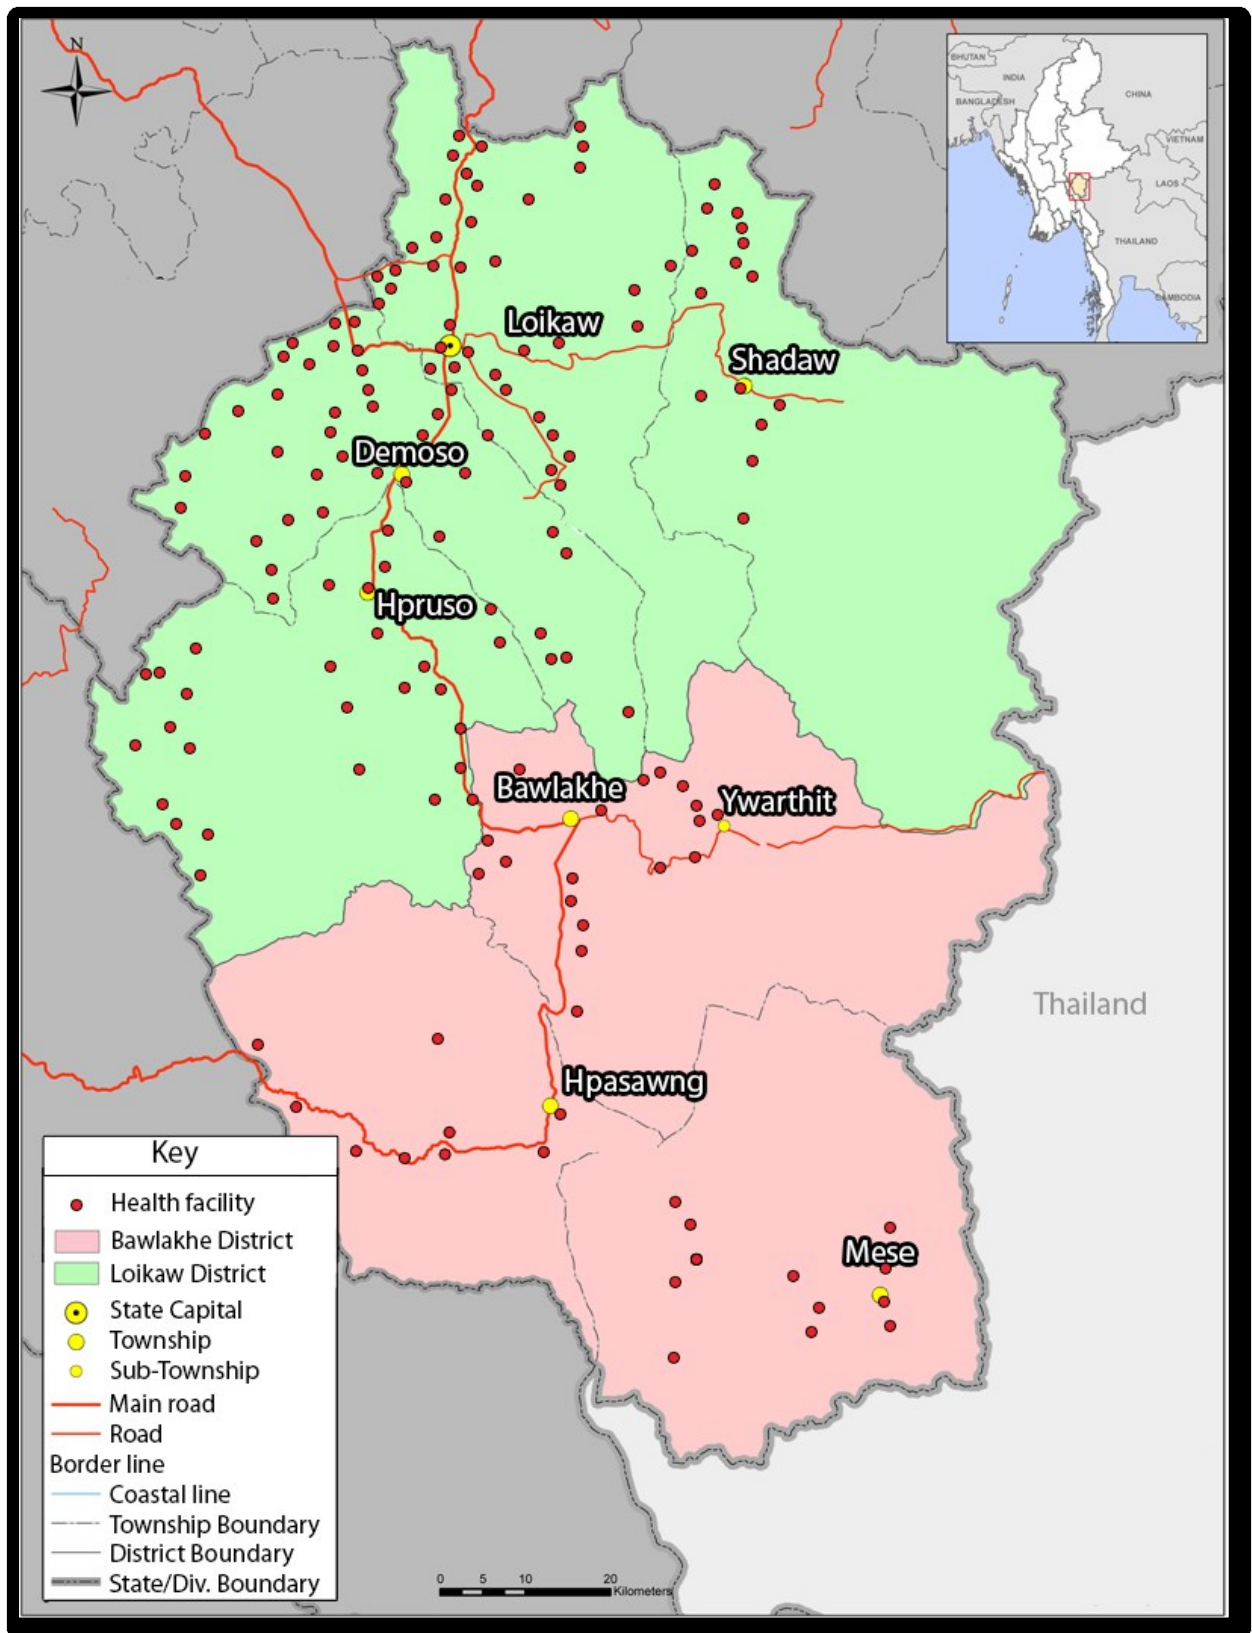 N
BHUTAN
INDIA
CHINA
BANGLADESH
VIETNAM
LAOS
THAILAND
CAMBODIA
Loikaw
Shadaw
Demoso
Hpruso
Bawlakhe
Ywarthit
Thailand
Hpasawng
Mese
Key
Health facility
Bawlakhe District
Loikaw District
State Capital
Township
Sub-Township
Main road
Road
Border line
Coastal line
Township Boundary
District Boundary
State/Div. Boundary
0 5 10 20
Kilometers